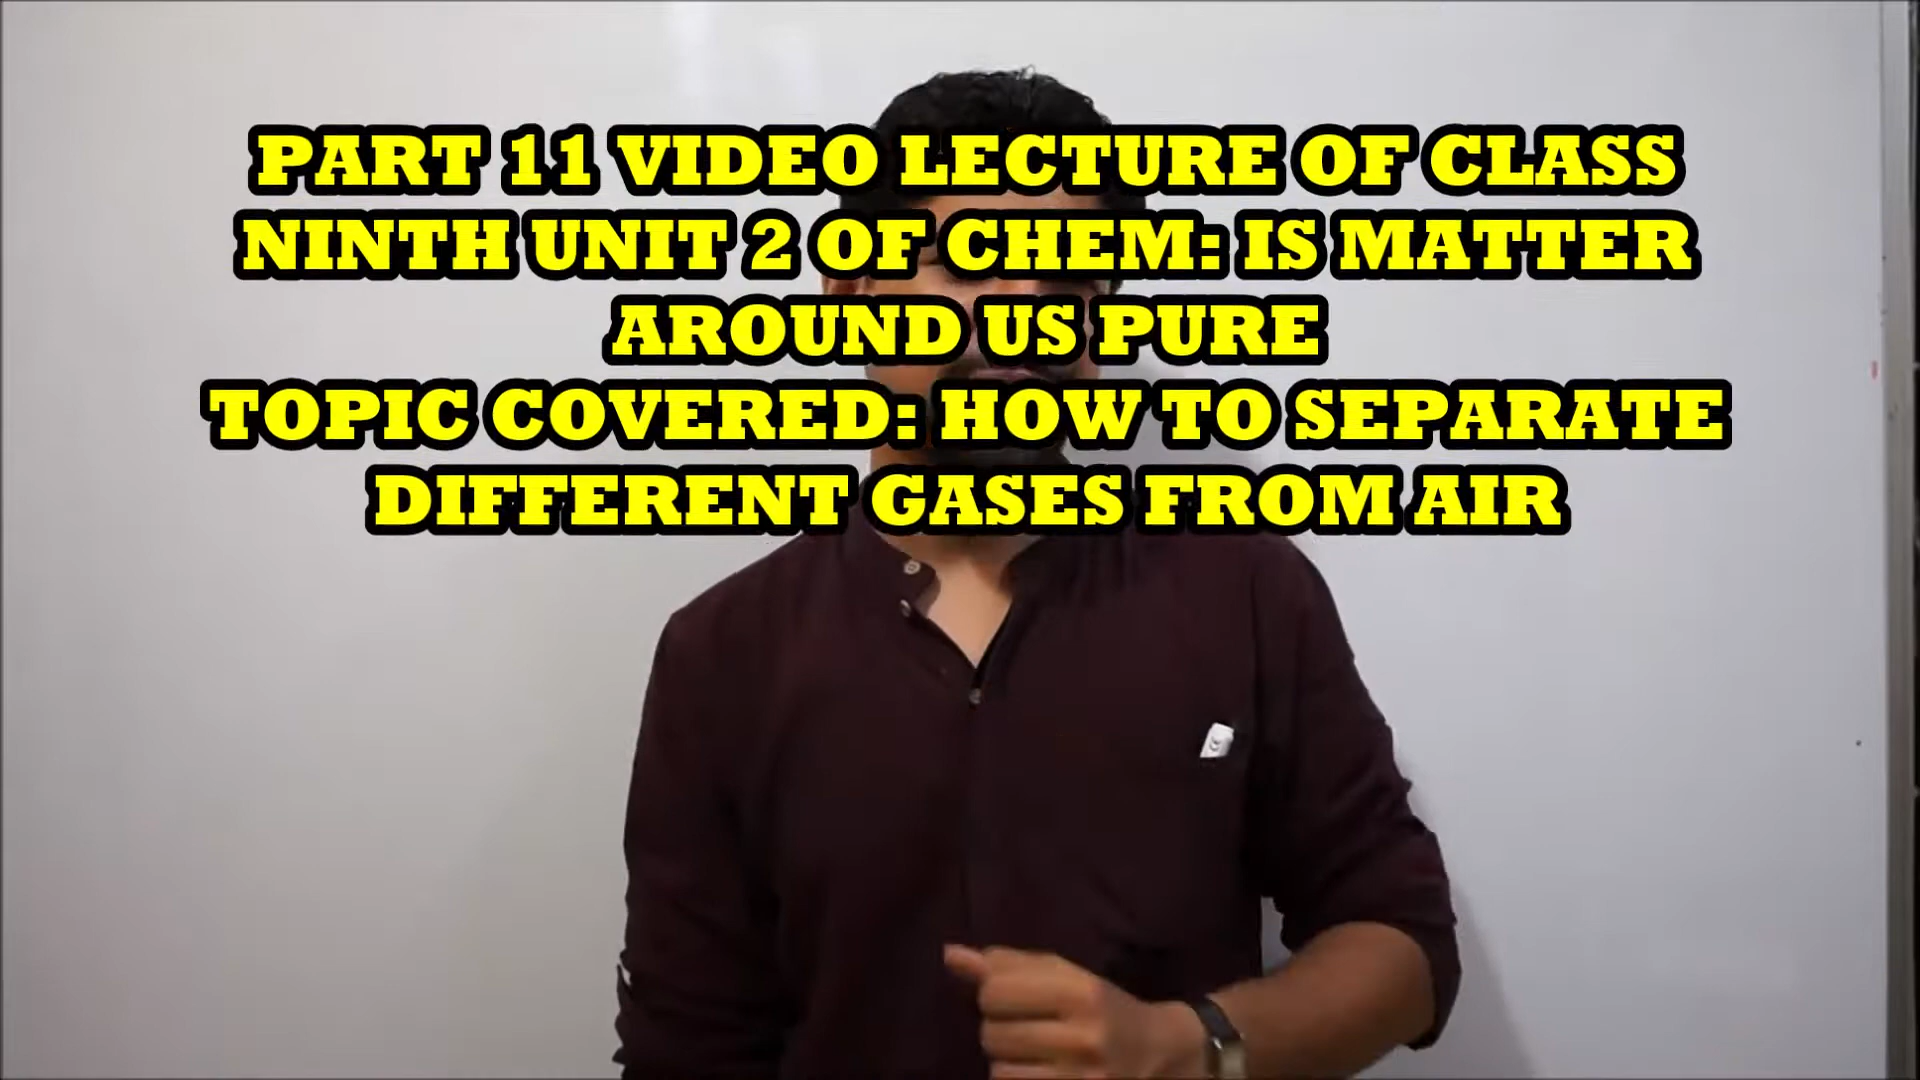 PART 11 VIDEO LECTURE OF CLASS
NINTH UNIT 2 OF CHEM: IS MATTER
AROUND US PURE
TOPIC COVERED: HOW TO SEPARATE
DIFFERENT GASES FROM AIR